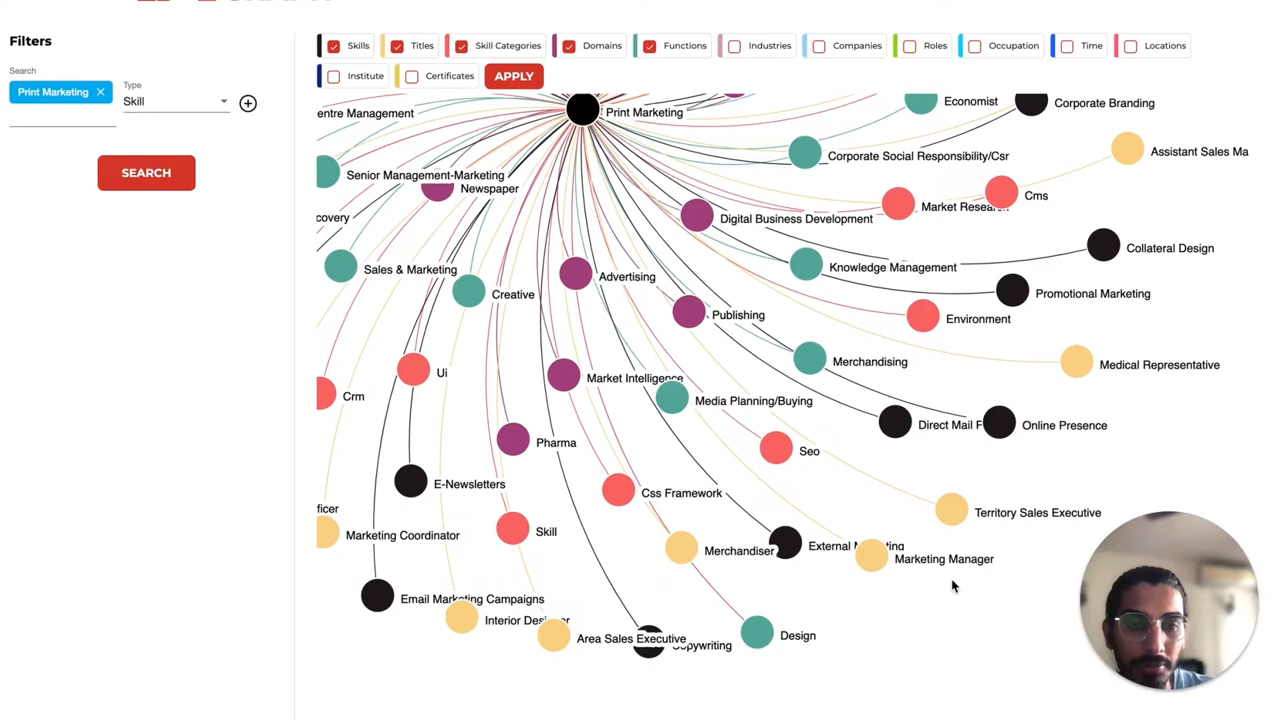 Filters
Search
Print Marketing ×
Type
Skill
SEARCH
Skills
Titles
Skill Categories
Domains
Functions
Industries
Companies
Roles
Occupation
Time
Locations
Institute
Certificates
APPLY
entre Management
Print Marketing
Economist
Corporate Branding
Corporate Social Responsibility/Csr
Assistant Sales Ma
Senior Management-Marketing
Newspaper
Market Research
Cms
covery
Digital Business Development
Collateral Design
Sales & Marketing
Knowledge Management
Creative
Advertising
Promotional Marketing
Publishing
Environment
Ui
Market Intelligence
Merchandising
Medical Representative
Crm
Media Planning/Buying
Direct Mail
Online Presence
Pharma
Seo
E-Newsletters
Css Framework
ficer
Territory Sales Executive
Marketing Coordinator
Skill
Merchandiser
External Marketing
Marketing Manager
Email Marketing Campaigns
Interior Designer
Area Sales Executive
Copywriting
Design